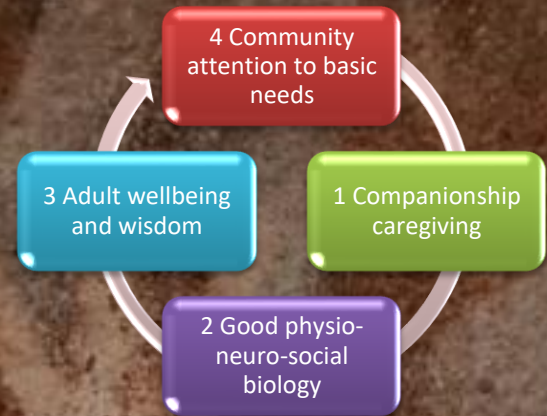 4 Community
attention to basic
needs
3 Adult wellbeing
and wisdom
1 Companionship
caregiving
2 Good physio-
neuro-social
biology